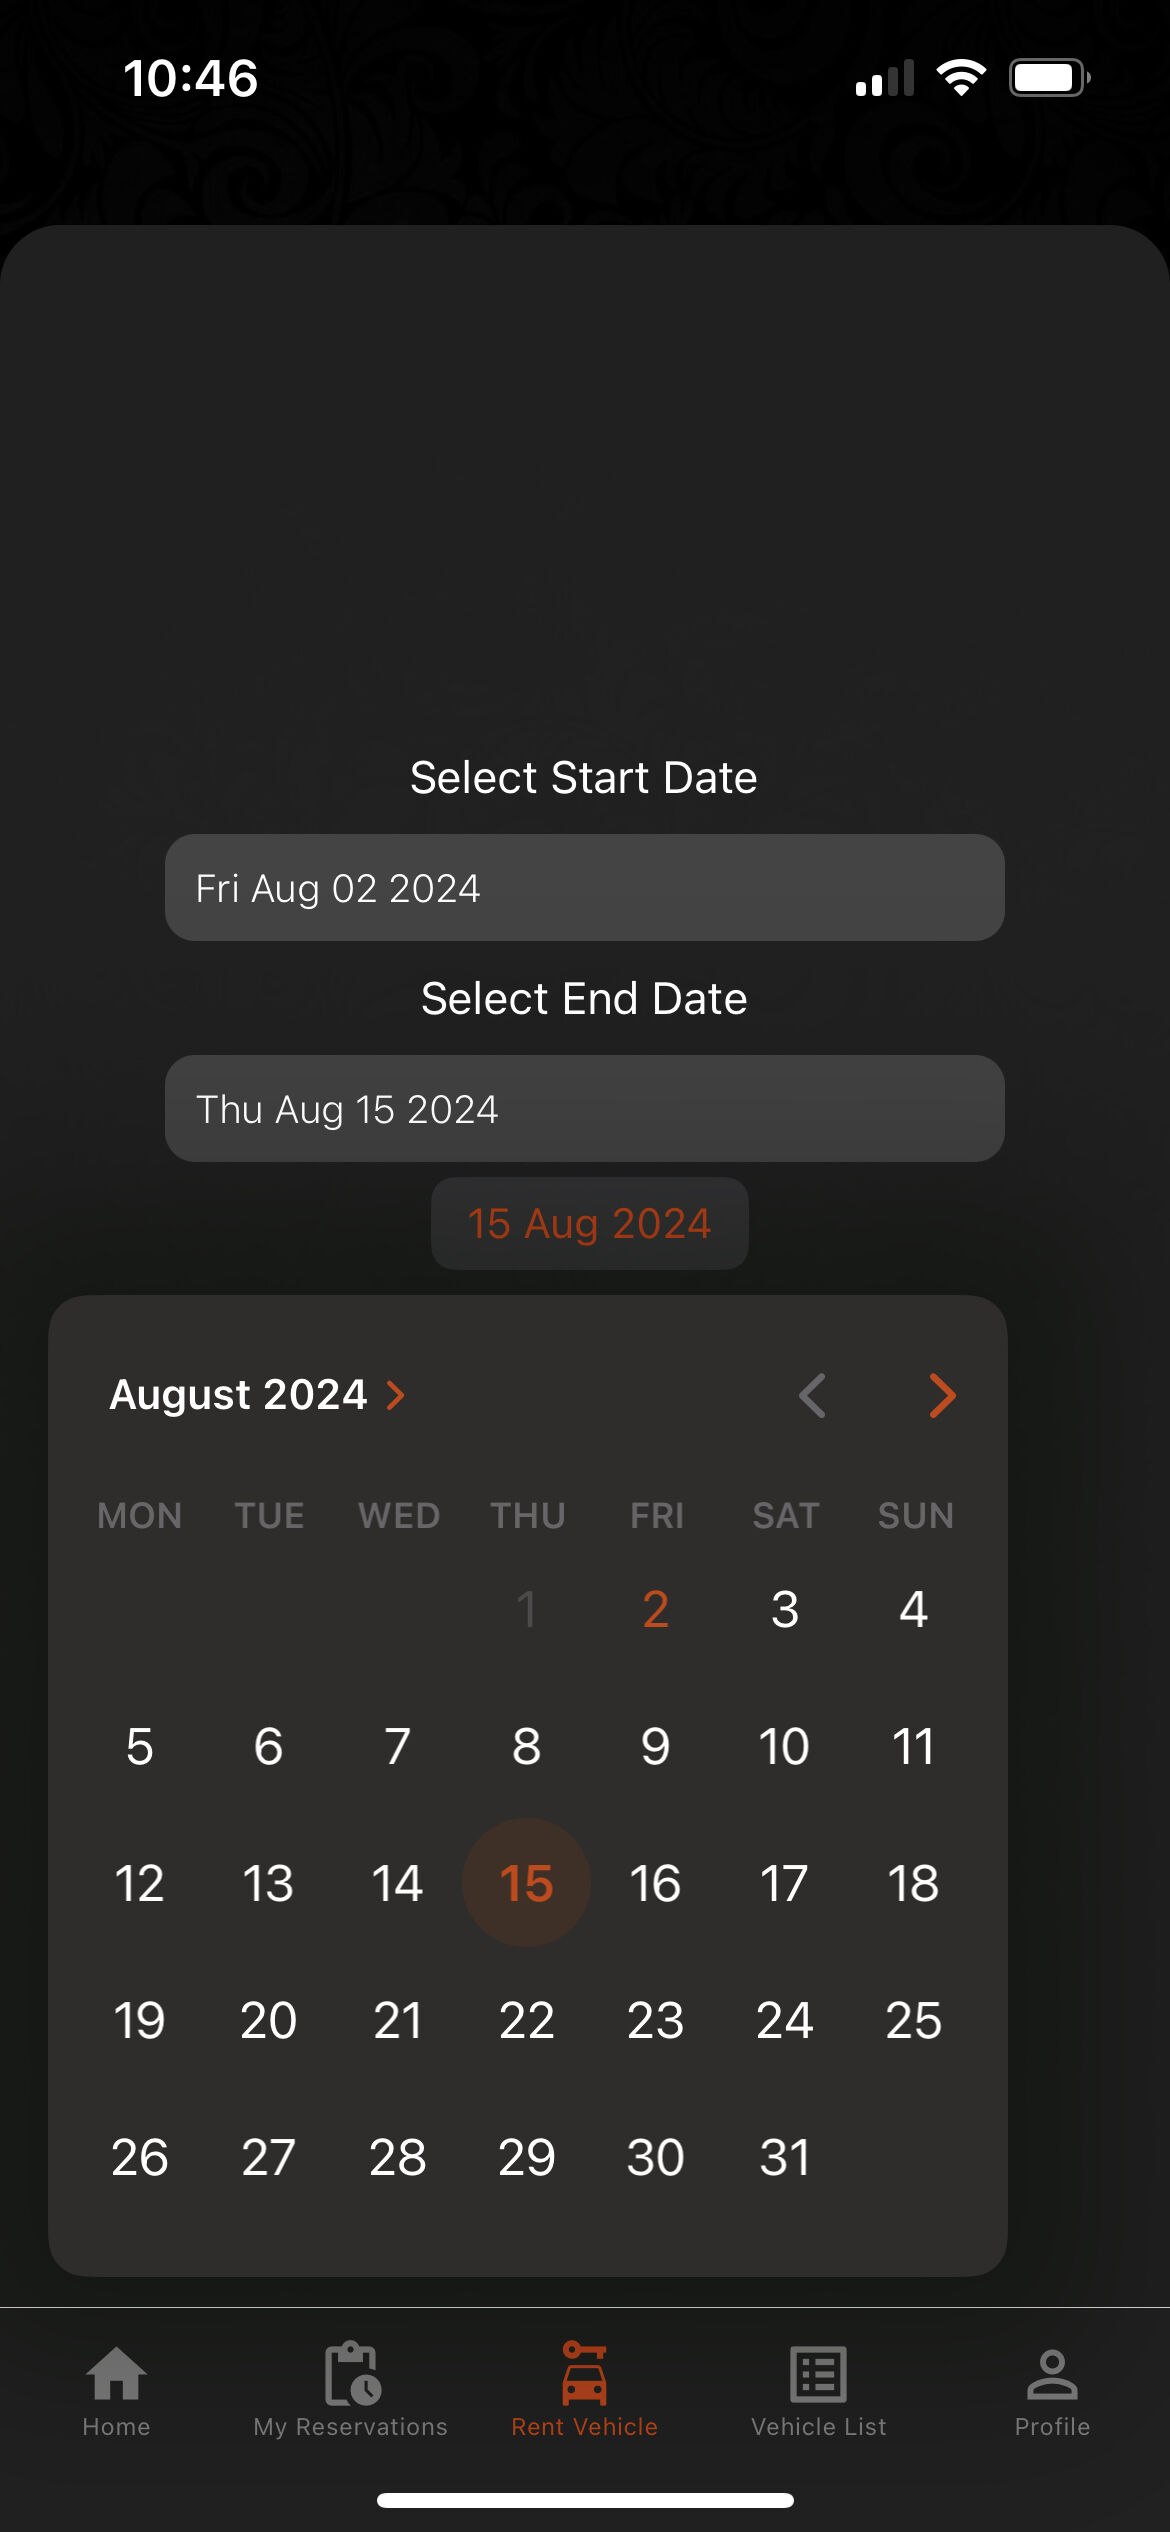 10:46
Select Start Date
Fri Aug 02 2024
Select End Date
Thu Aug 15 2024
15 Aug 2024
August 2024
MON TUE WED THU FRI SAT SUN
1 2 3 4
5 6 7 8 9 10 11
12 13 14 15 16 17 18
19 20 21 22 23 24 25
26 27 28 29 30 31
Home My Reservations Rent Vehicle Vehicle List Profile